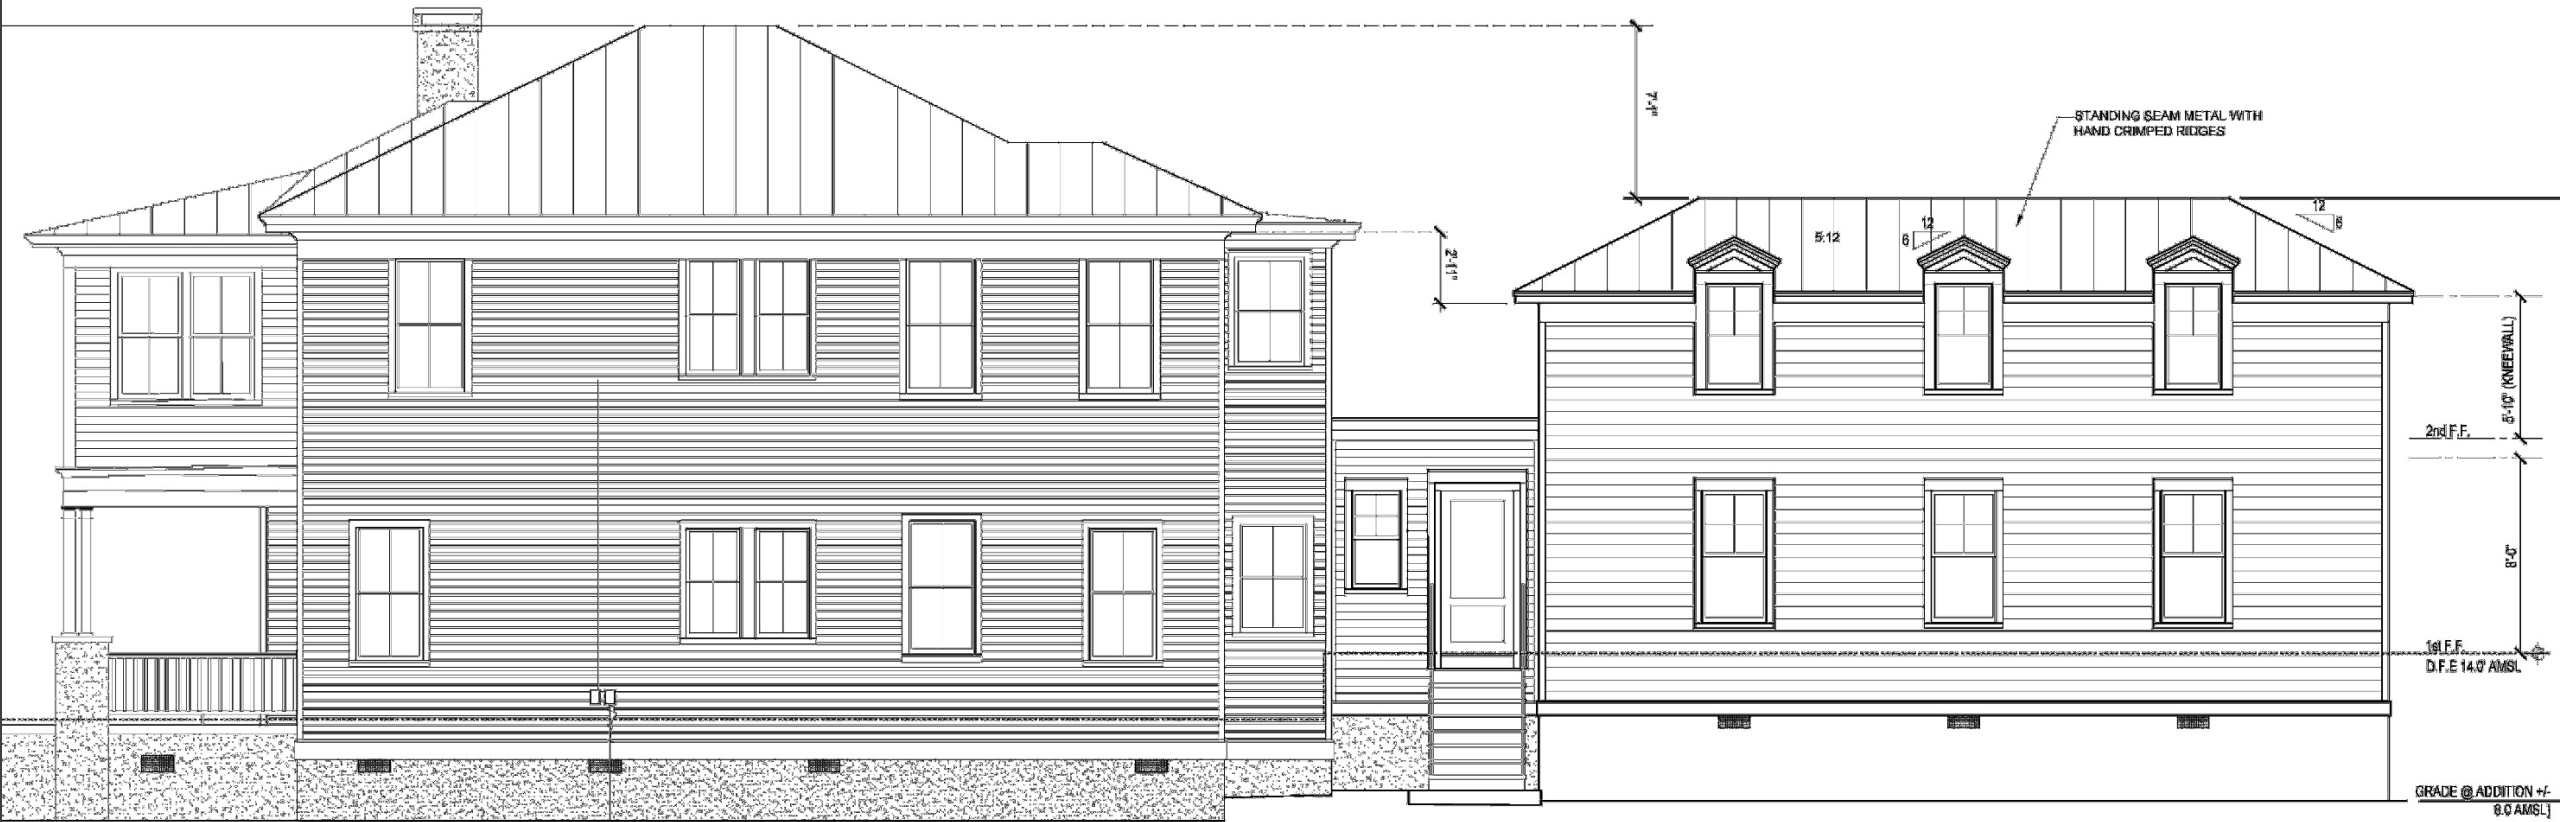 7'-1"
STANDING SEAM METAL WITH
HAND CRIMPED RIDGES
12
6
5:12
12
6
2'-11"
5'-10" (KNEEWALL)
2nd F.F.
8'-0"
1st F.F.
D.F.E 14.0' AMSL
GRADE @ ADDITION +/-
6.0 AMSL)